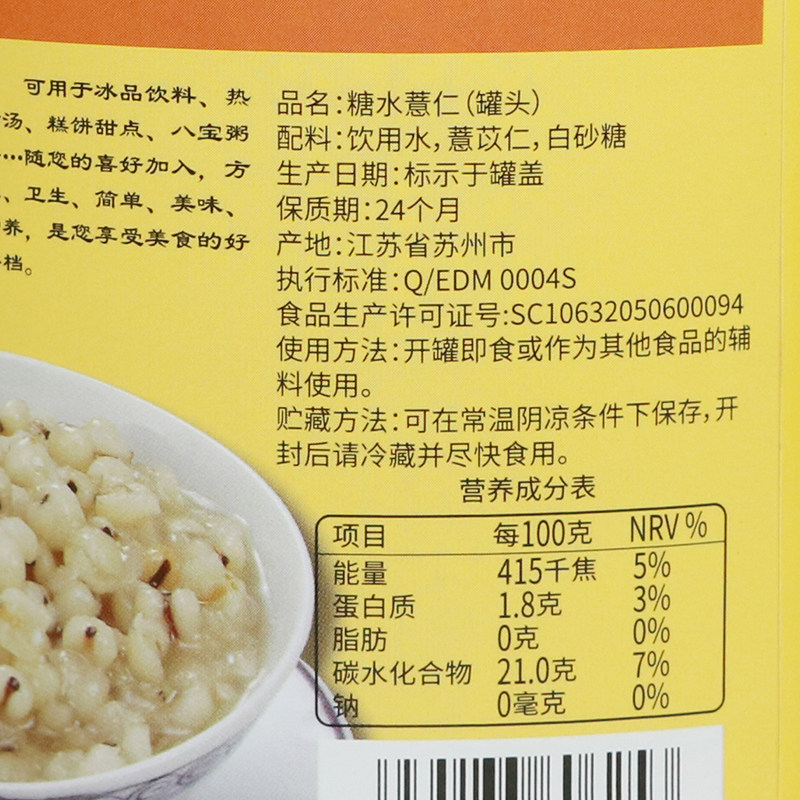 可用于冰品饮料、热
汤、糕饼甜点、八宝粥
…随您的喜好加入，方
、卫生、简单、美味、
养，是您享受美食的好
档。
品名：糖水薏仁（罐头）
配料：饮用水，薏苡仁，白砂糖
生产日期：标示于罐盖
保质期：24个月
产地：江苏省苏州市
执行标准：Q/EDM 0004S
食品生产许可证号:SC10632050600094
使用方法：开罐即食或作为其他食品的辅
料使用。
贮藏方法：可在常温阴凉条件下保存，开
封后请冷藏并尽快食用。
营养成分表
项目 每100克 NRV%
能量 415千焦 5%
蛋白质 1.8克 3%
脂肪 0克 0%
碳水化合物 21.0克 7%
钠 0毫克 0%